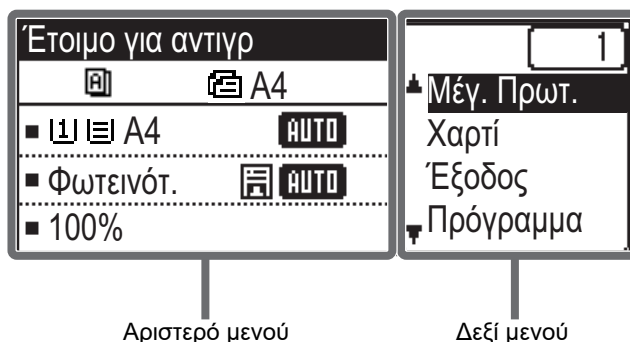 Έτοιμο για αντιγρ
A A4
1 A4 AUTO
Φωτεινότ. AUTO
100%
1
Μέγ. Πρωτ.
Χαρτί
Έξοδος
Πρόγραμμα
Αριστερό μενού
Δεξί μενού